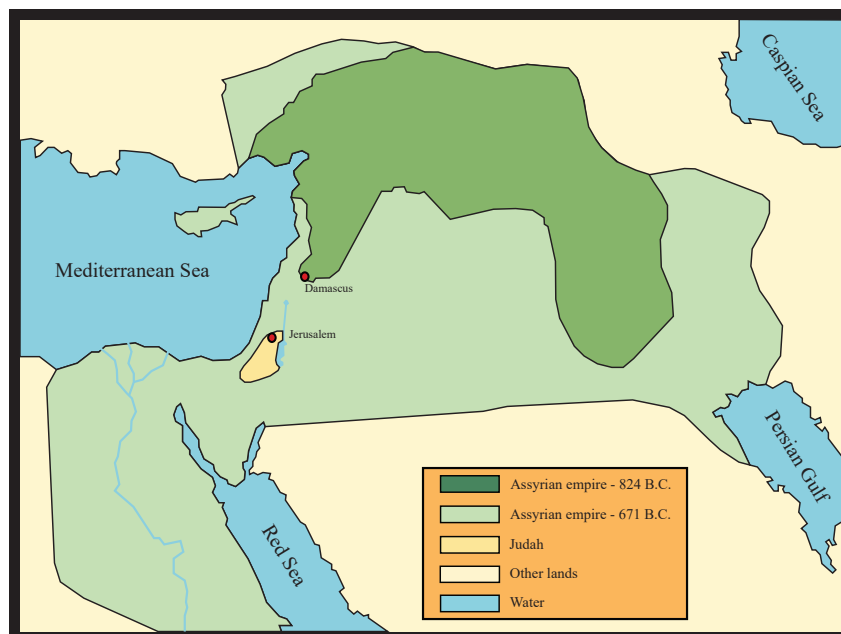 Caspian Sea
Mediterranean Sea
Damascus
Jerusalem
Persian Gulf
Red Sea
Assyrian empire - 824 B.C.
Assyrian empire - 671 B.C.
Judah
Other lands
Water